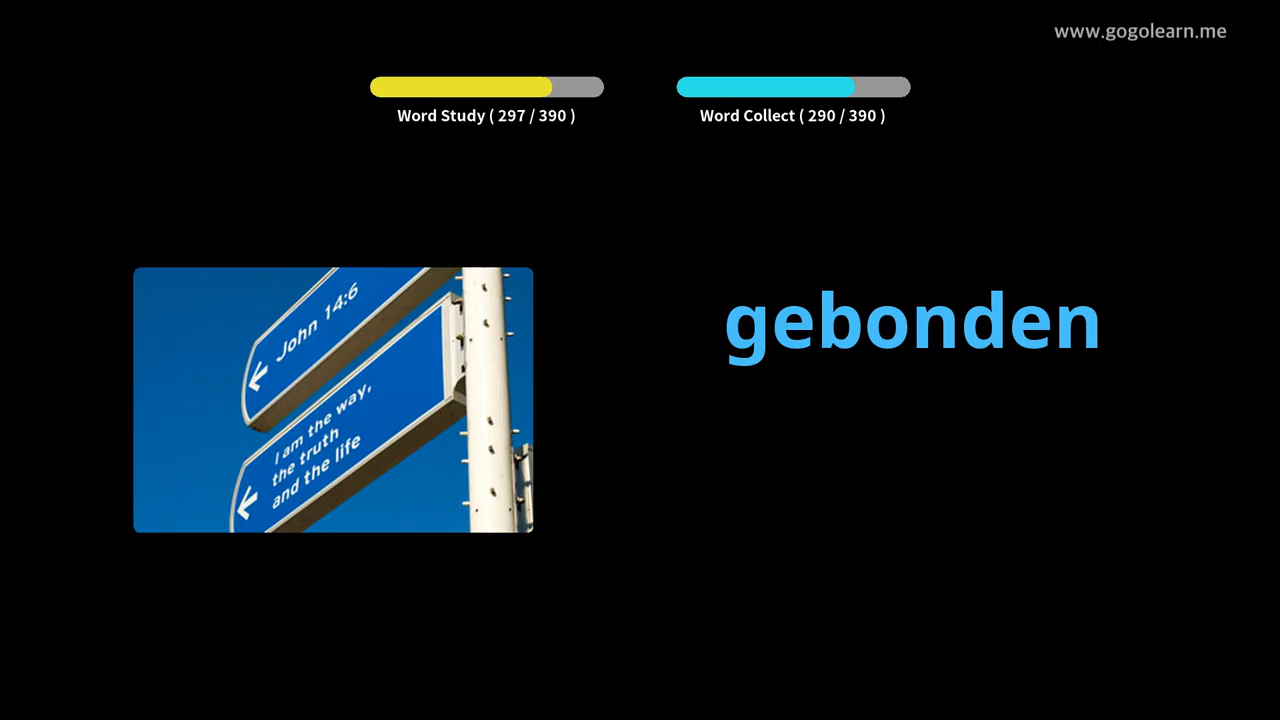 www.gogolearn.me
Word Study ( 297 / 390 )
Word Collect ( 290 / 390 )
John 14:6
I am the way,
the truth
and the life
gebonden